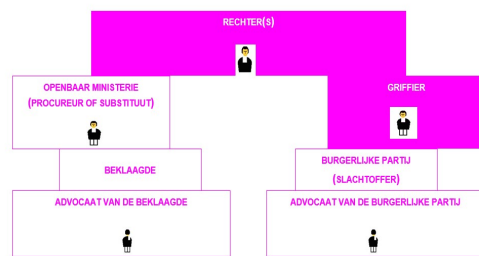 RECHTER(S)
OPENBAAR MINISTERIE
(PROCUREUR OF SUBSTITUUT)
GRIFFIER
BEKLAAGDE
BURGERLIJKE PARTIJ
(SLACHTOFFER)
ADVOCAAT VAN DE BEKLAAGDE
ADVOCAAT VAN DE BURGERLIJKE PARTIJ